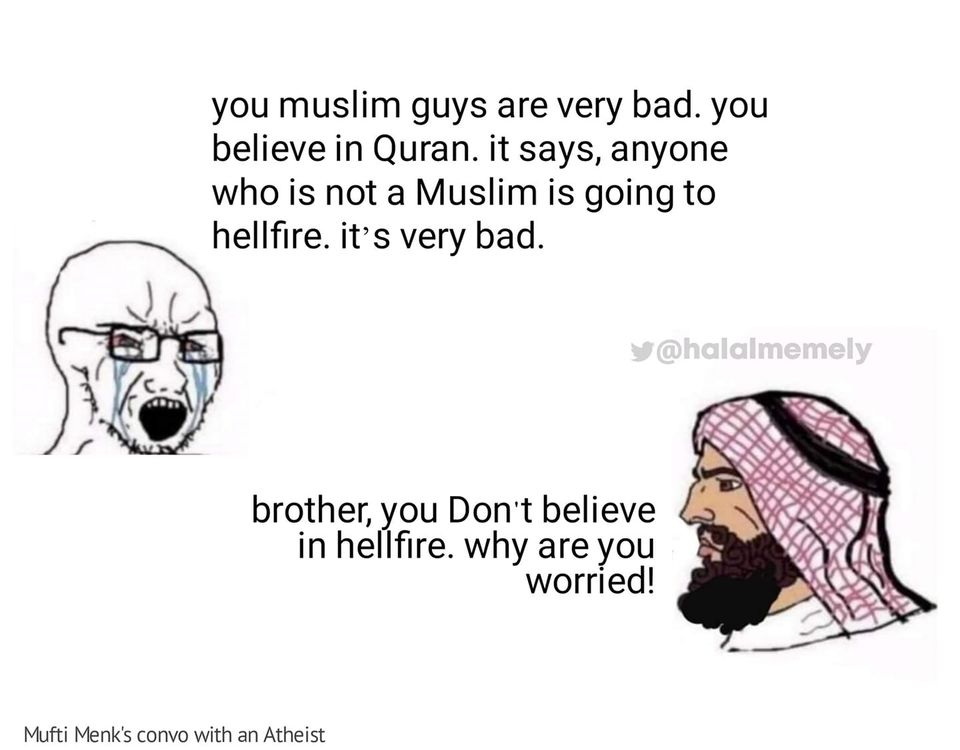 you muslim guys are very bad. you
believe in Quran. it says, anyone
who is not a Muslim is going to
hellfire. it’s very bad.
@halalmemely
brother, you Don't believe
in hellfire. why are you
worried!
Mufti Menk's convo with an Atheist